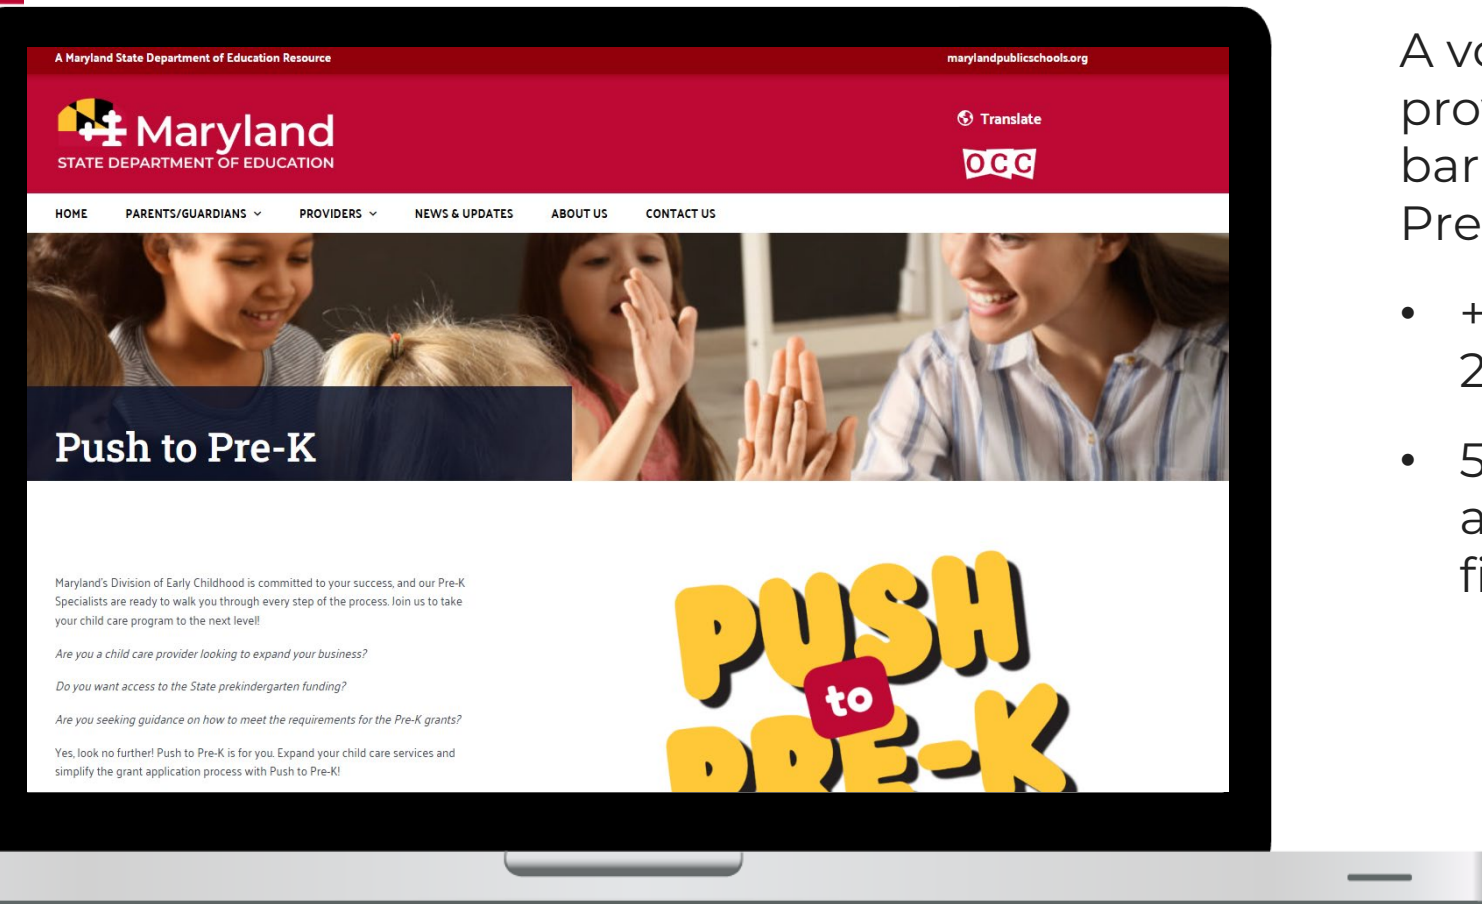 A Maryland State Department of Education Resource
marylandpublicschools.org
Maryland
STATE DEPARTMENT OF EDUCATION
Translate
OCC
HOME PARENTS/GUARDIANS PROVIDERS NEWS & UPDATES ABOUT US CONTACT US
Push to Pre-K
Maryland's Division of Early Childhood is committed to your success, and our Pre-K
Specialists are ready to walk you through every step of the process. Join us to take
your child care program to the next level!
Are you a child care provider looking to expand your business?
Do you want access to the State prekindergarten funding?
Are you seeking guidance on how to meet the requirements for the Pre-K grants?
Yes, look no further! Push to Pre-K is for you. Expand your child care services and
simplify the grant application process with Push to Pre-K!
PUSH
to
PRE-K
A
Pre